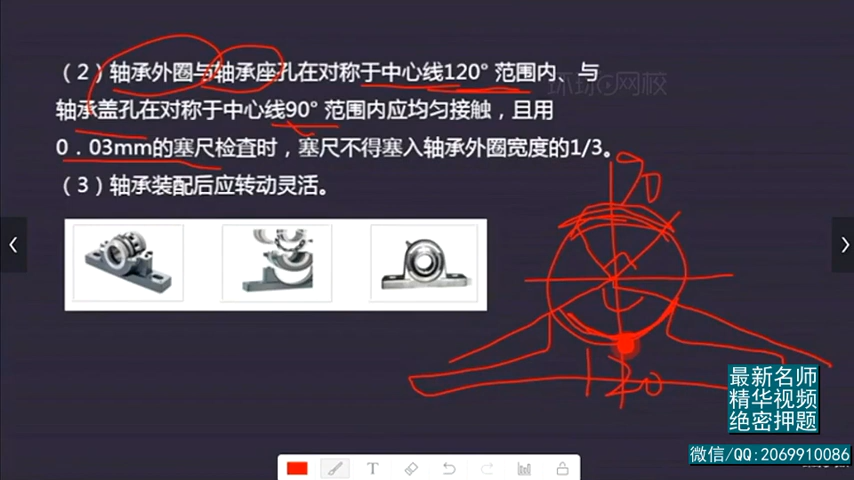 （2）轴承外圈与轴承座孔在对称于中心线120°范围内、与
轴承盖孔在对称于中心线90°范围内应均匀接触，且用
0．03mm的塞尺检查时，塞尺不得塞入轴承外圈宽度的1/3。
（3）轴承装配后应转动灵活。
环球网校
90
120
最新名师
精华视频
绝密押题
微信/QQ:2069910086
T